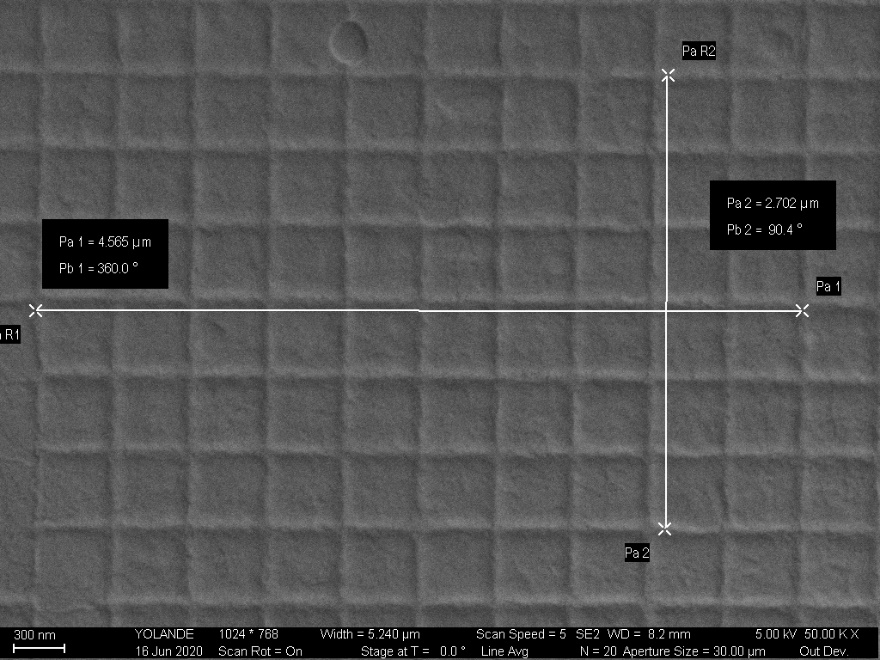 Pa R2
Pa 2 = 2.702 µm
Pb 2 = 90.4 °
Pa 1 = 4.565 µm
Pb 1 = 360.0 °
Pa 1
R1
Pa 2
300 nm
YOLANDE 1024 * 768 Width = 5.240 µm Scan Speed = 5 SE2 WD = 8.2 mm 5.00 kV 50.00 K X
16 Jun 2020 Scan Rot = On Stage at T = 0.0 ° Line Avg N = 20 Aperture Size = 30.00 µm Out Dev.